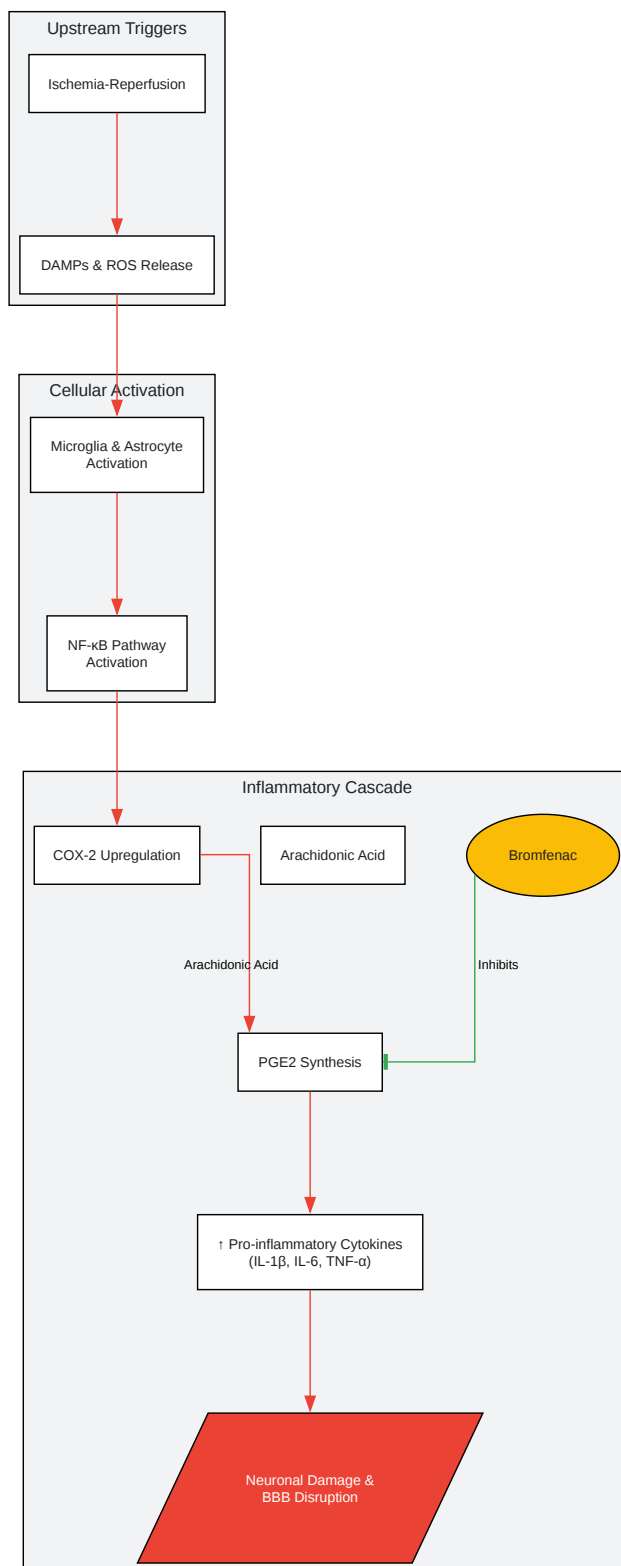 Upstream Triggers
Ischemia-Reperfusion
DAMPs & ROS Release
Cellular Activation
Microglia & Astrocyte
Activation
NF-κB Pathway
Activation
Inflammatory Cascade
COX-2 Upregulation
Arachidonic Acid
Bromfenac
Arachidonic Acid
Inhibits
PGE2 Synthesis
↑ Pro-inflammatory Cytokines
(IL-1β, IL-6, TNF-α)
Neuronal Damage &
BBB Disruption